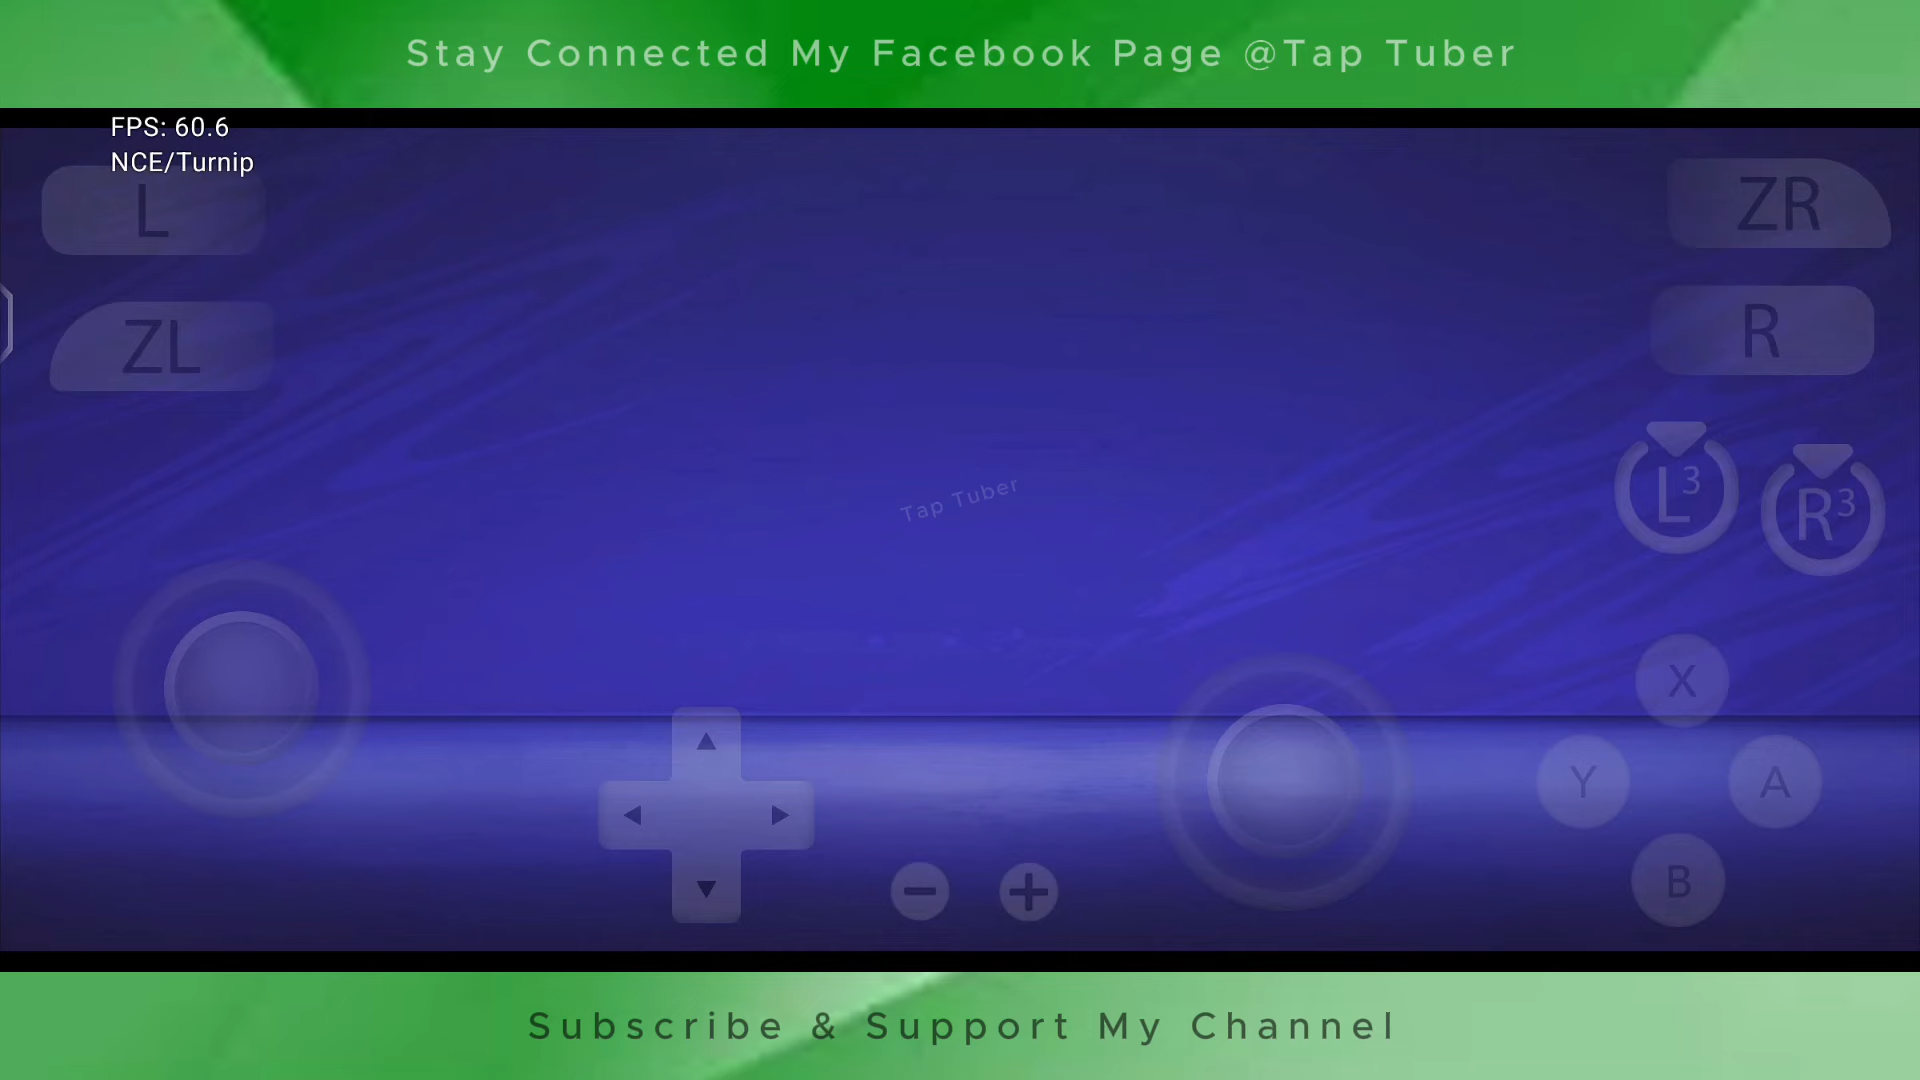 Stay Connected My Facebook Page @Tap Tuber
FPS: 60.6
NCE/Turnip
L
ZR
ZL
R
L3
R3
Tap Tuber
X
Y
A
B
Subscribe & Support My Channel